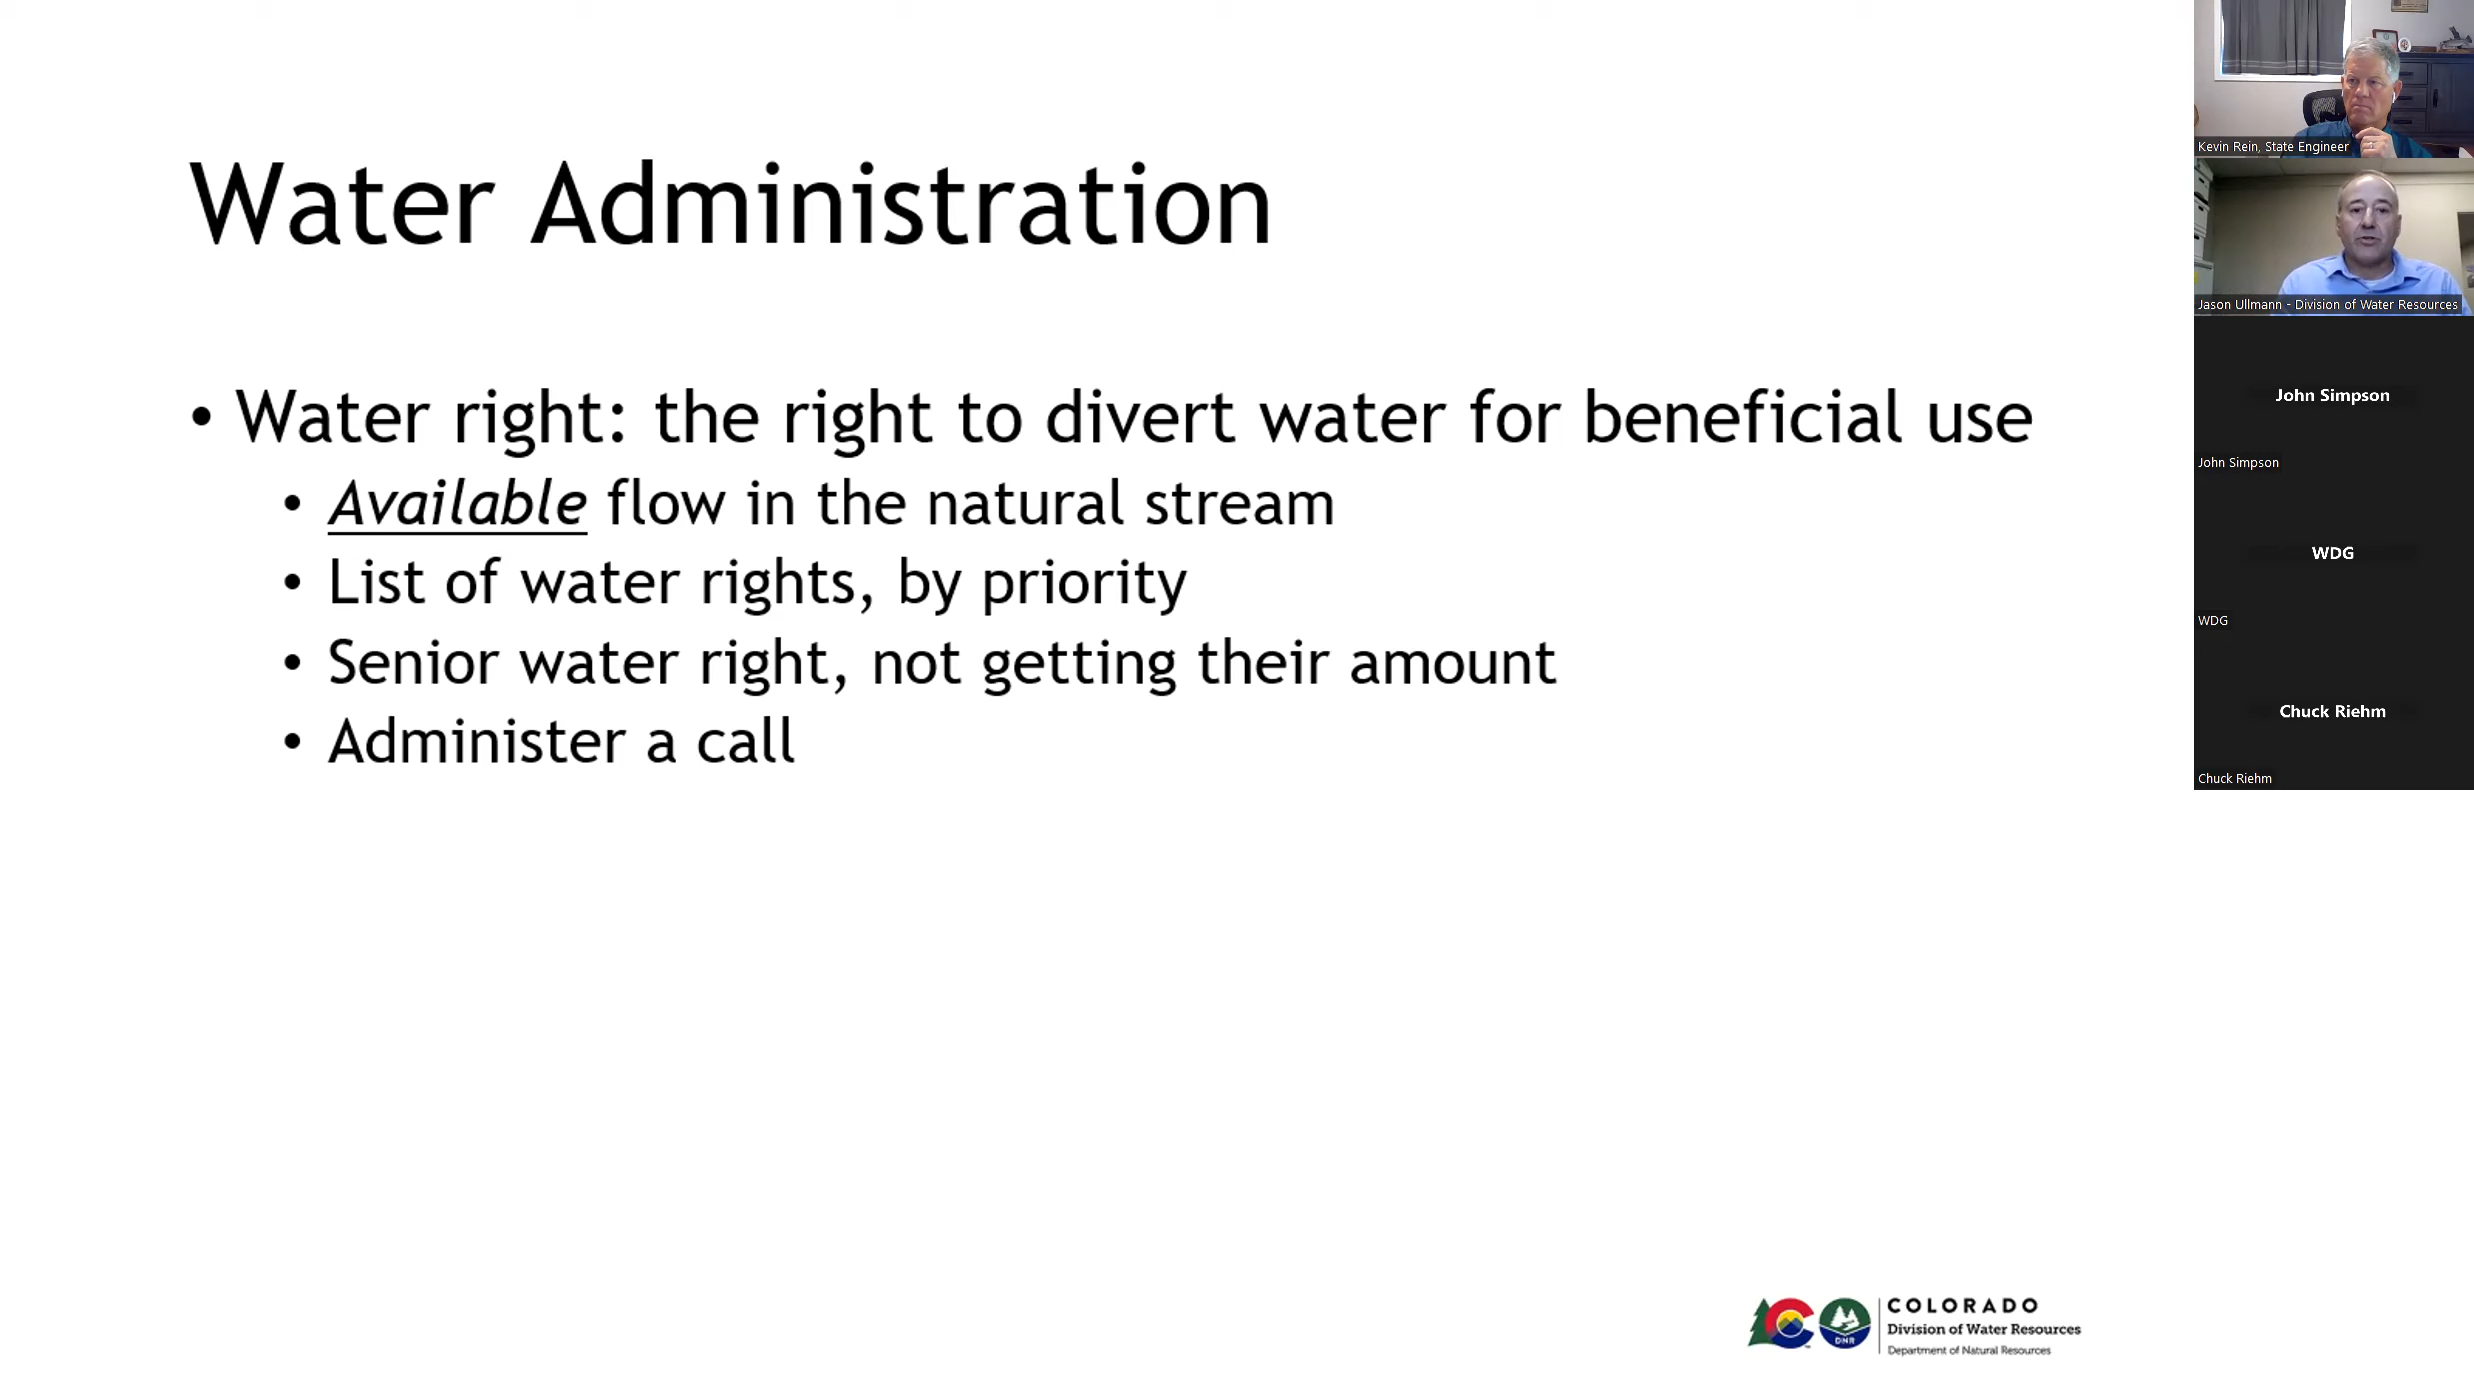 Water Administration
• Water right: the right to divert water for beneficial use
• Available flow in the natural stream
• List of water rights, by priority
• Senior water right, not getting their amount
• Administer a call
Kevin Rein, State Engineer
Jason Ullmann - Division of Water Resources
John Simpson
John Simpson
WDG
WDG
Chuck Riehm
Chuck Riehm
DNR
COLORADO
Division of Water Resources
Department of Natural Resources